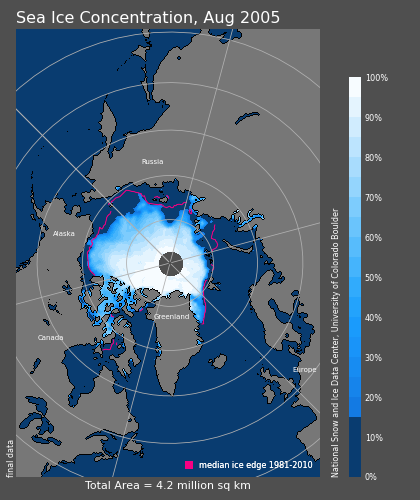 Sea Ice Concentration, Aug 2005
Russia
Alaska
Greenland
Canada
Europe
median ice edge 1981-2010
final data
Total Area = 4.2 million sq km
National Snow and Ice Data Center, University of Colorado Boulder
100%
90%
80%
70%
60%
50%
40%
30%
20%
10%
0%